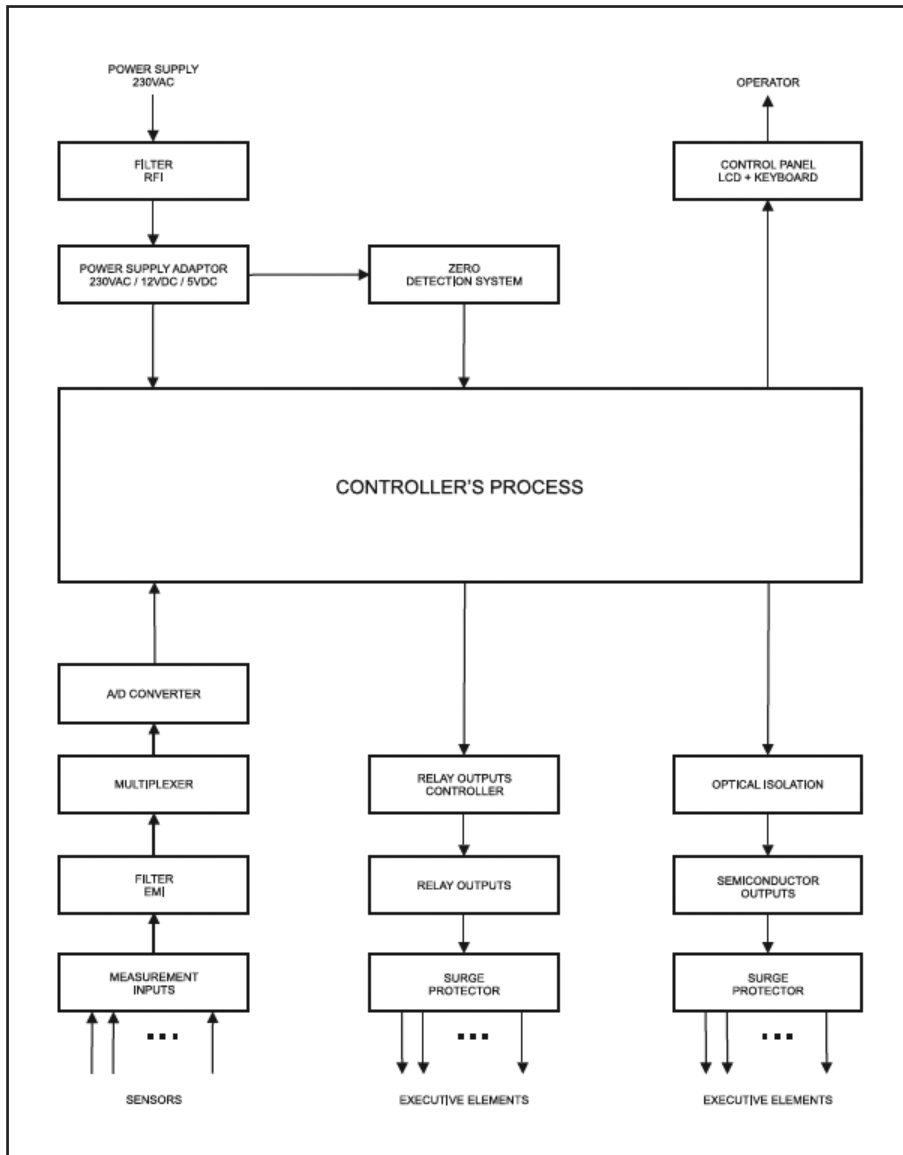 POWER SUPPLY
230VAC
OPERATOR
FILTER
RFI
CONTROL PANEL
LCD + KEYBOARD
POWER SUPPLY ADAPTOR
230VAC / 12VDC / 5VDC
ZERO
DETECTION SYSTEM
CONTROLLER'S PROCESS
A/D CONVERTER
MULTIPLEXER
RELAY OUTPUTS
CONTROLLER
OPTICAL ISOLATION
FILTER
EMI
RELAY OUTPUTS
SEMICONDUCTOR
OUTPUTS
MEASUREMENT
INPUTS
SURGE
PROTECTOR
SURGE
PROTECTOR
...
...
...
SENSORS
EXECUTIVE ELEMENTS
EXECUTIVE ELEMENTS